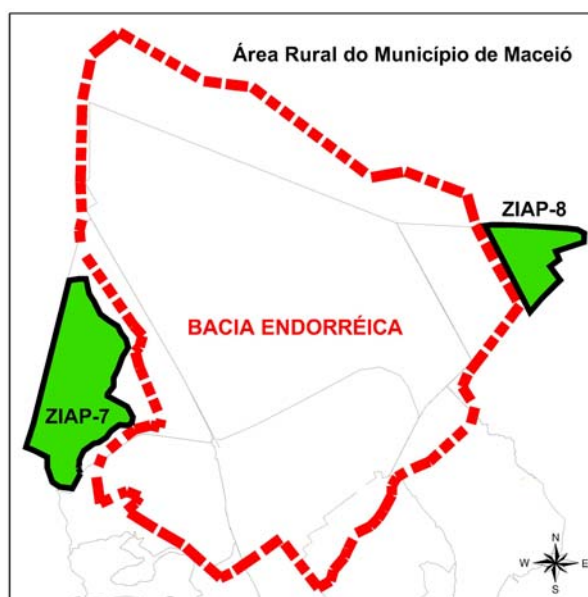 Área Rural do Município de Maceió
ZIAP-8
BACIA ENDORRÉICA
ZIAP-7
N
W E
S